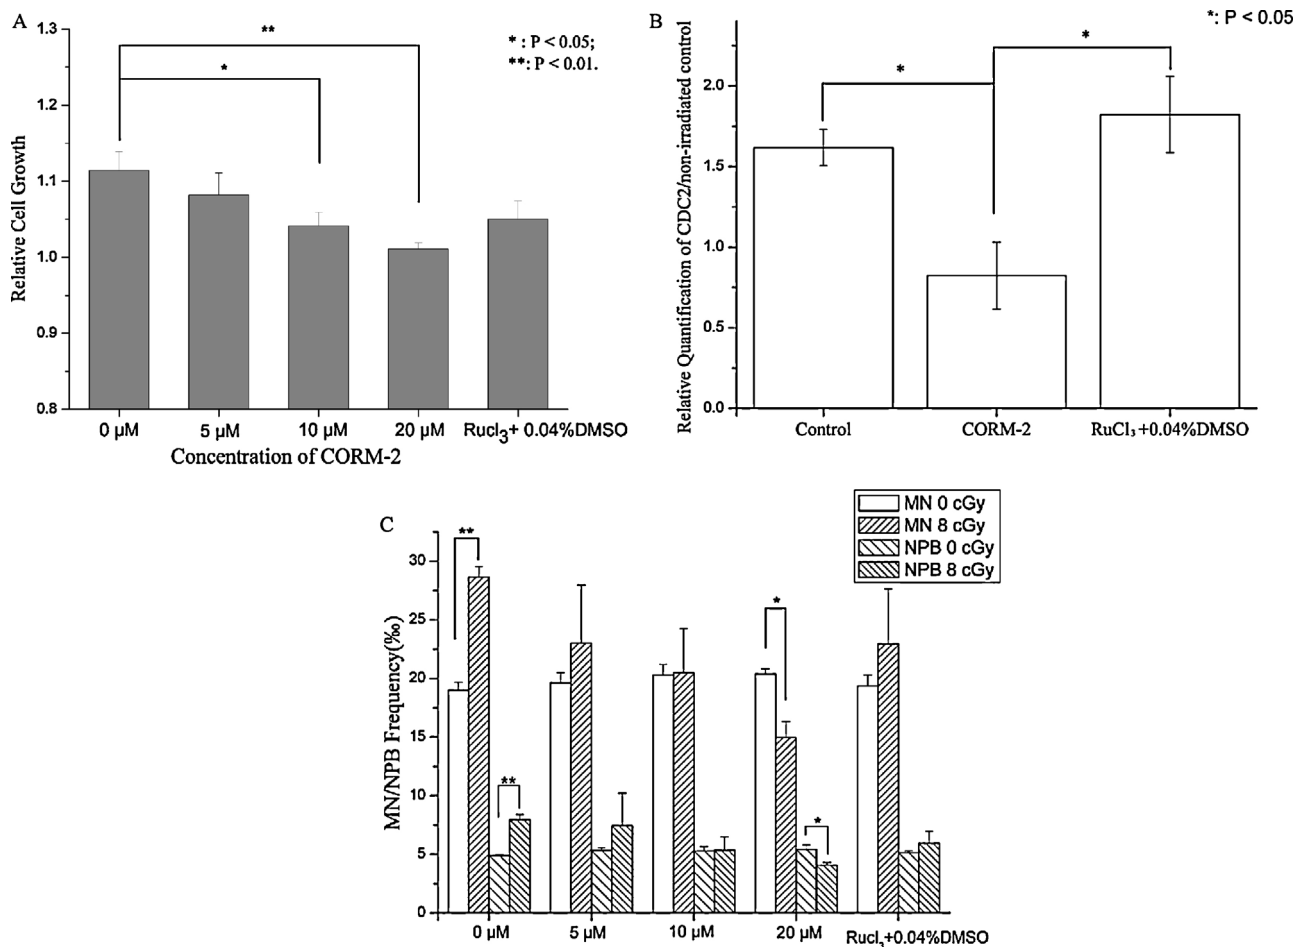 A
* : P < 0.05;
**: P < 0.01.
**
*
Relative Cell Growth
1.3
1.2
1.1
1.0
0.9
0.8
0 µM 5 µM 10 µM 20 µM Rucl3+ 0.04%DMSO
Concentration of CORM-2
B
*: P < 0.05
*
*
Relative Quantification of CDC2/non-irradiated control
2.0
1.5
1.0
0.5
0.0
Control CORM-2 RuCl3 +0.04%DMSO
C
MN 0 cGy
MN 8 cGy
NPB 0 cGy
NPB 8 cGy
**
**
*
*
MN/NPB Frequency(‰)
30
25
20
15
10
5
0
0 µM 5 µM 10 µM 20 µM Rucl3+0.04%DMSO